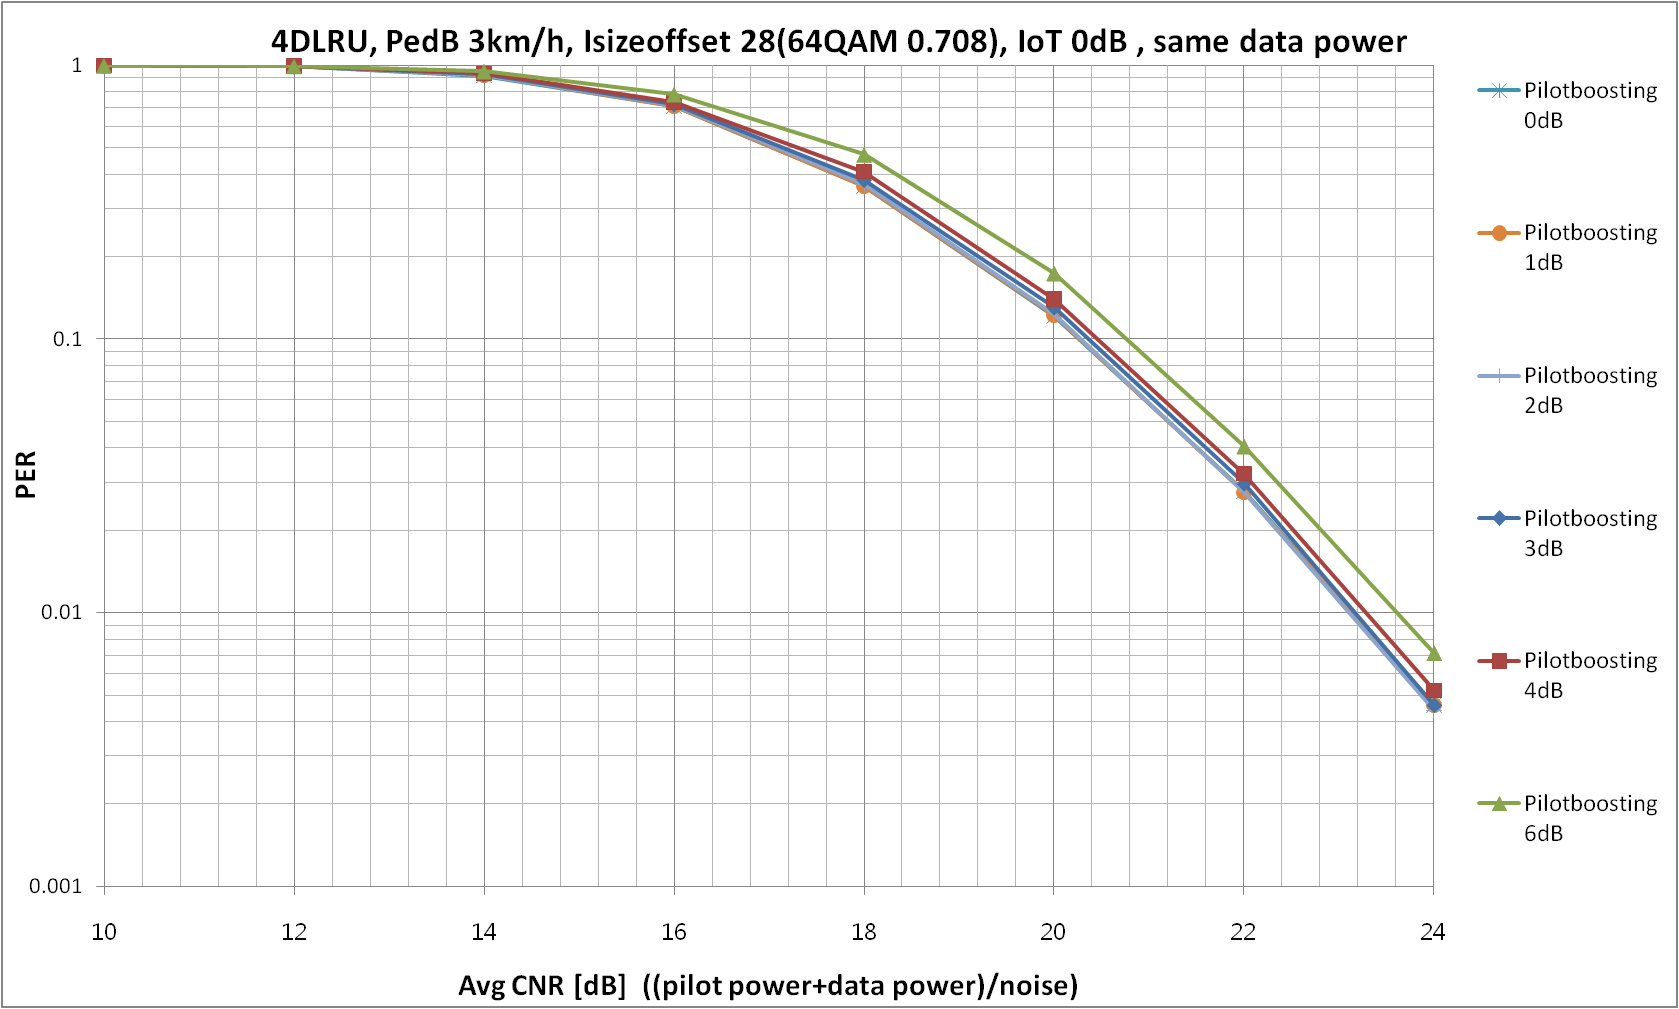 4DLRU, PedB 3km/h, Isizeoffset 28(64QAM 0.708), IoT 0dB , same data power
1
0.1
0.01
0.001
PER
10 12 14 16 18 20 22 24
Avg CNR [dB] ((pilot power+data power)/noise)
Pilotboosting
0dB
Pilotboosting
1dB
Pilotboosting
2dB
Pilotboosting
3dB
Pilotboosting
4dB
Pilotboosting
6dB